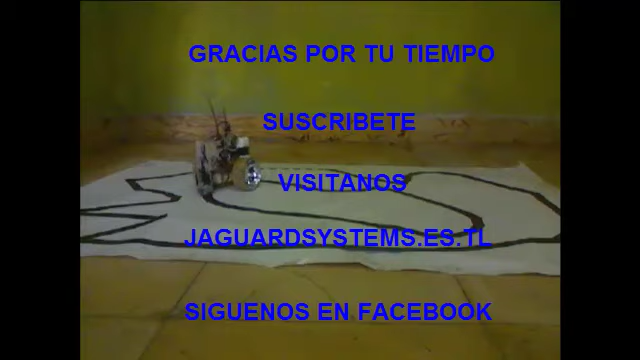 GRACIAS POR TU TIEMPO
SUSCRIBETE
VISITANOS
JAGUARDSYSTEMS.ES.TL
SIGUENOS EN FACEBOOK